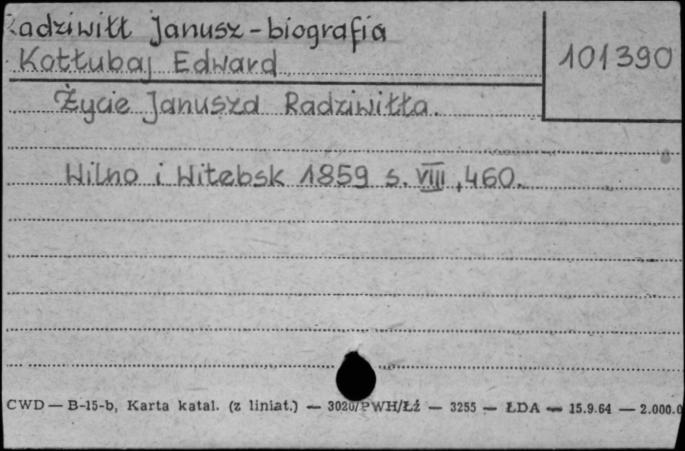 Radziwiłł Janusz - biografia
Kotłubaj Edward
101390
Życie Janusza Radziwiłła.
Wilno i Witebsk 1859 s. VIII, 460.
CWD — B-15-b, Karta katal. (z liniat.) — 3020/PWH/Łź — 3255 — ŁDA — 15.9.64 — 2.000.0